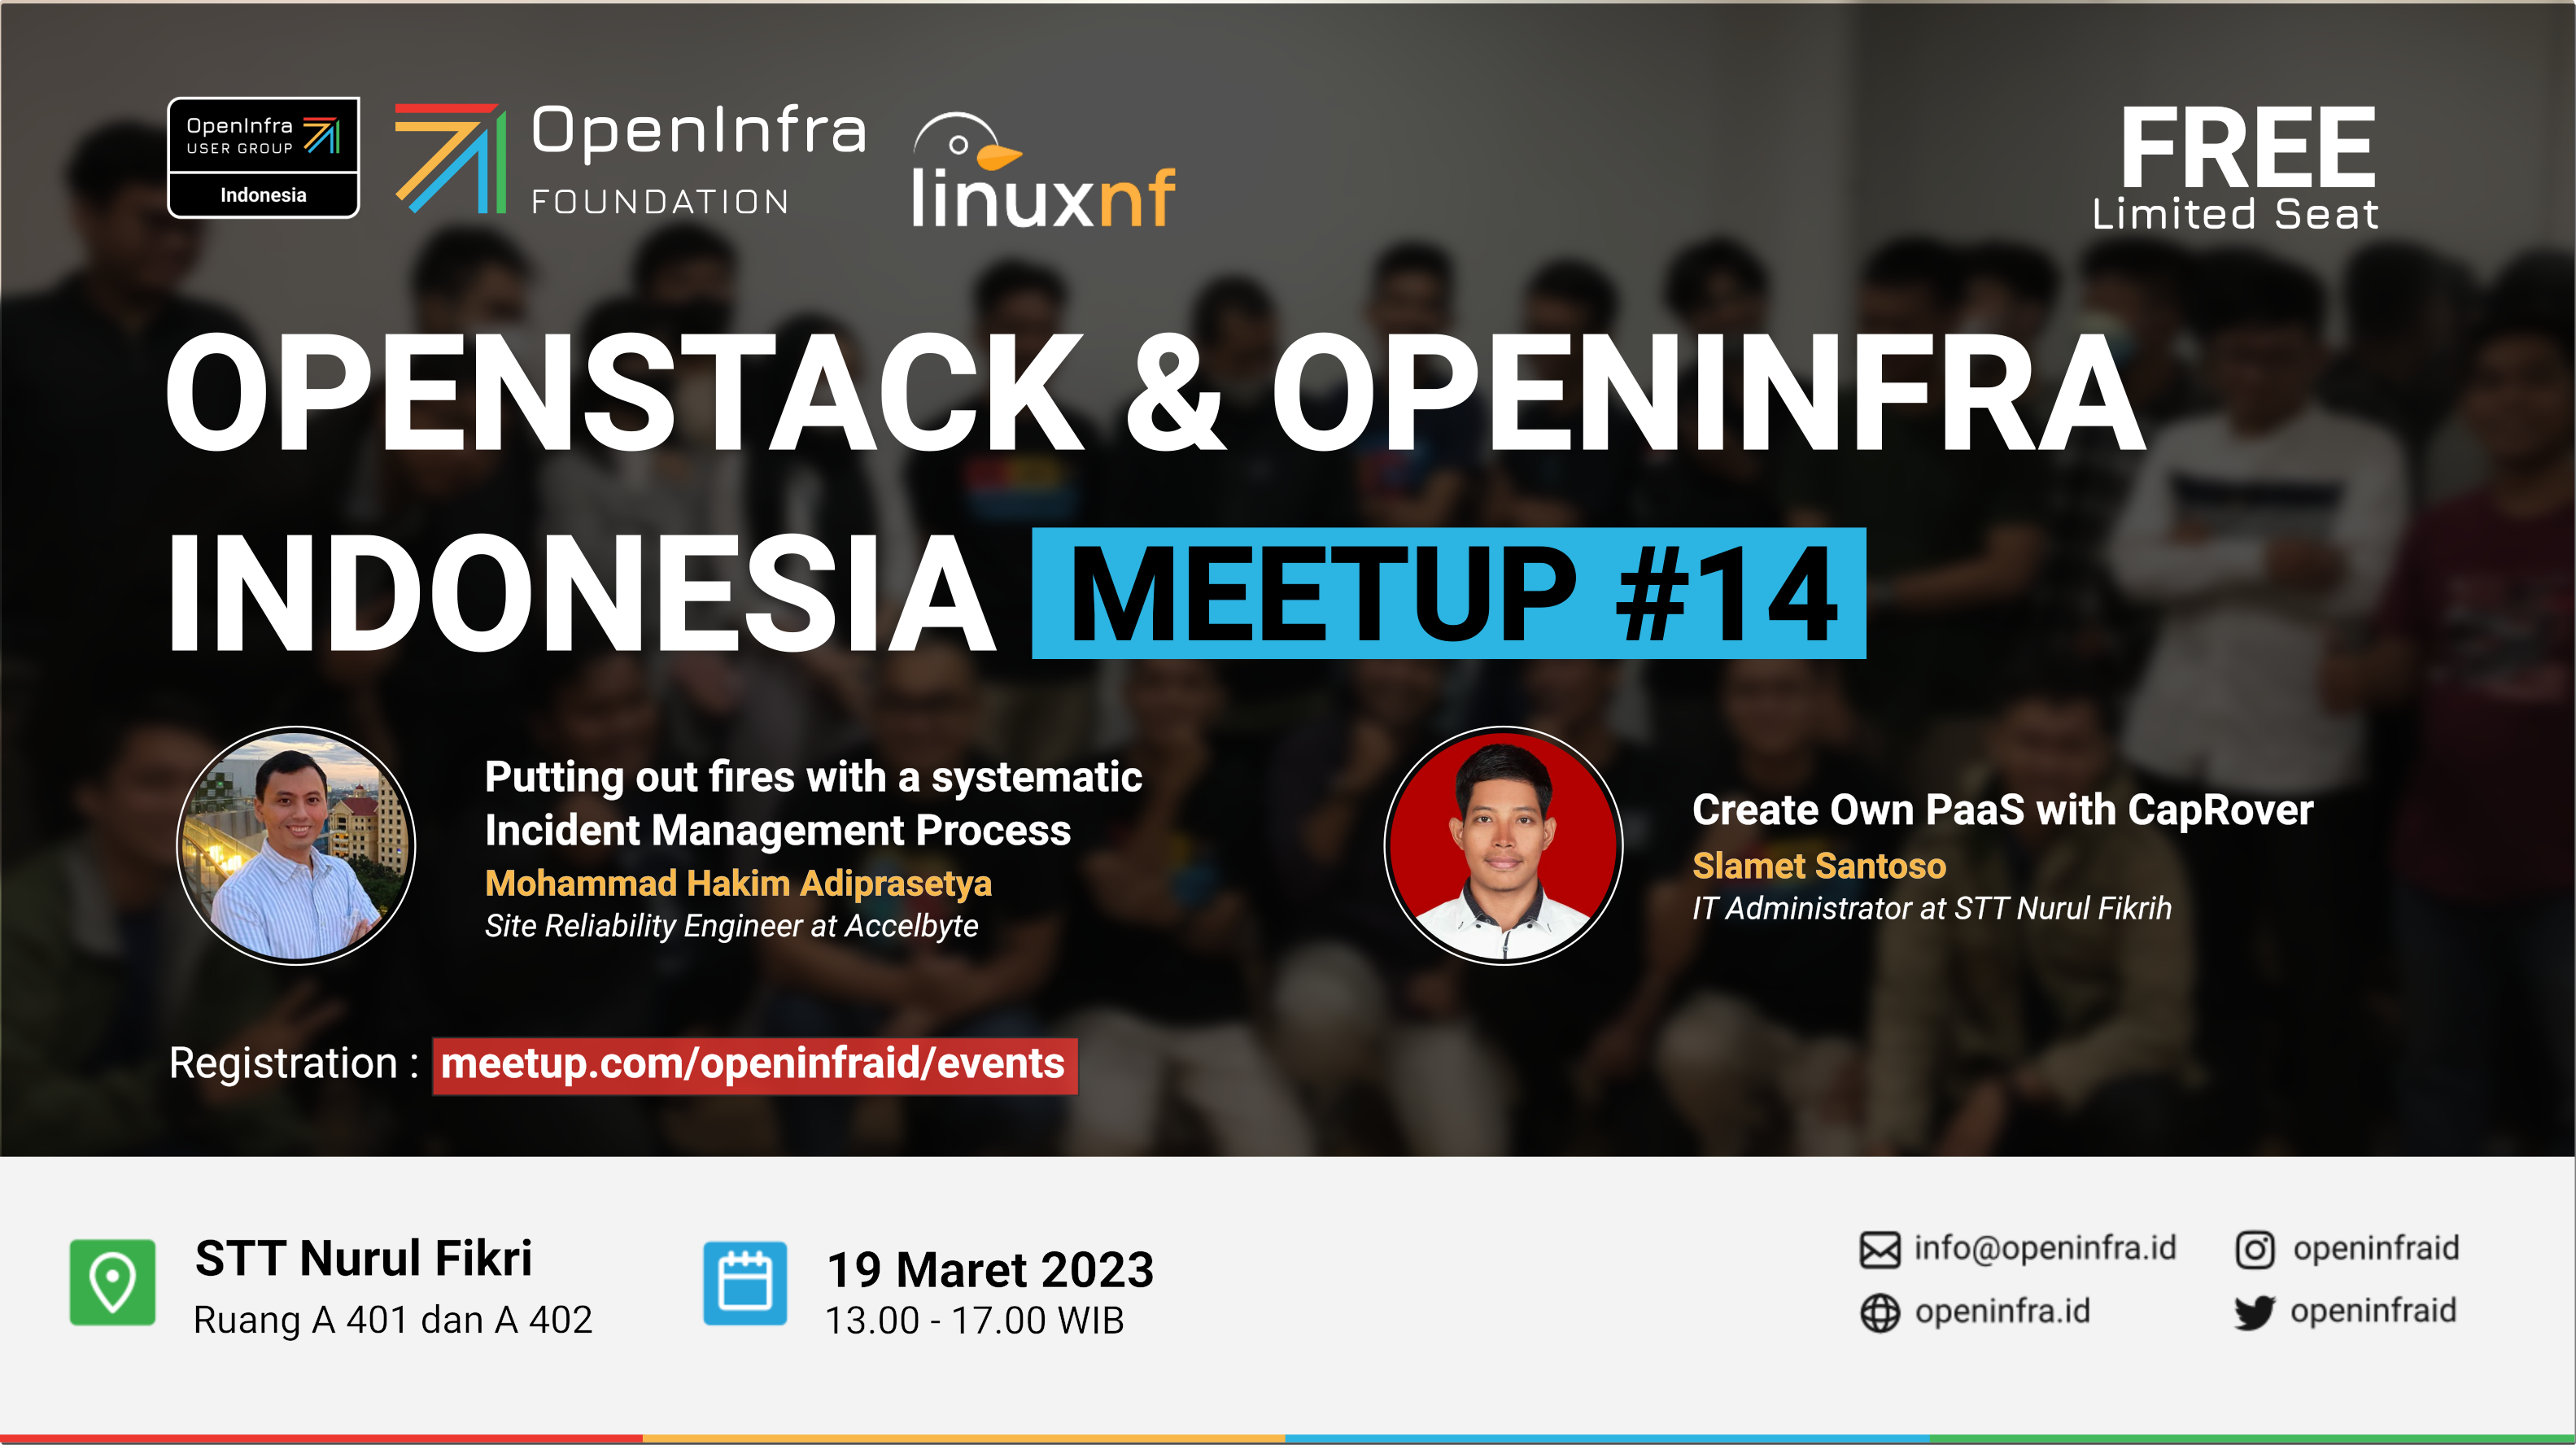 OpenInfra
USER GROUP
Indonesia
OpenInfra
FOUNDATION
linuxnf
FREE
Limited Seat
OPENSTACK & OPENINFRA
INDONESIA MEETUP #14
Putting out fires with a systematic
Incident Management Process
Mohammad Hakim Adiprasetya
Site Reliability Engineer at Accelbyte
Create Own PaaS with CapRover
Slamet Santoso
IT Administrator at STT Nurul Fikrih
Registration : meetup.com/openinfraid/events
STT Nurul Fikri
Ruang A 401 dan A 402
19 Maret 2023
13.00 - 17.00 WIB
info@openinfra.id
openinfraid
openinfra.id
openinfraid